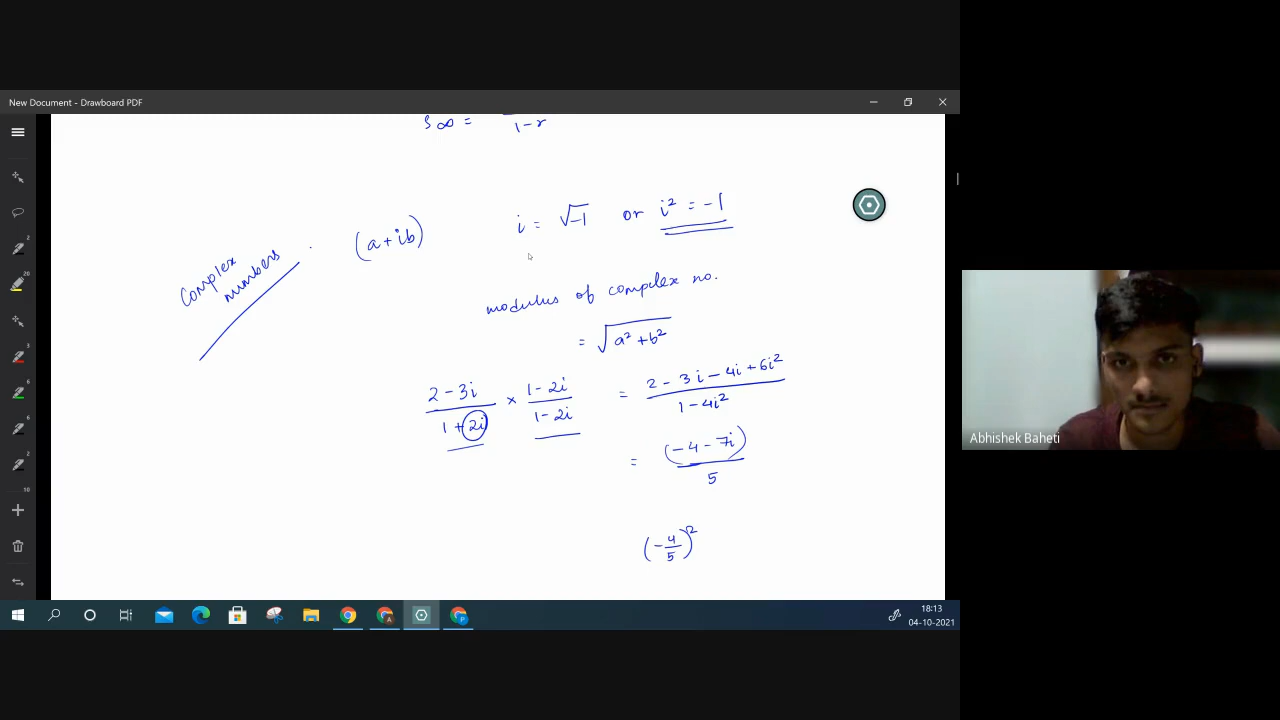 New Document - Drawboard PDF
S∞ =
1-r
Complex numbers
(a+ib)
i = √-1 or i² = -1
modulus of complex no.
= √a² + b²
2 - 3i / 1 + 2i × 1 - 2i / 1 - 2i = 2 - 3i - 4i + 6i² / 1 - 4i²
= (-4 - 7i) / 5
(-4/5)²
Abhishek Baheti
18:13
04-10-2021